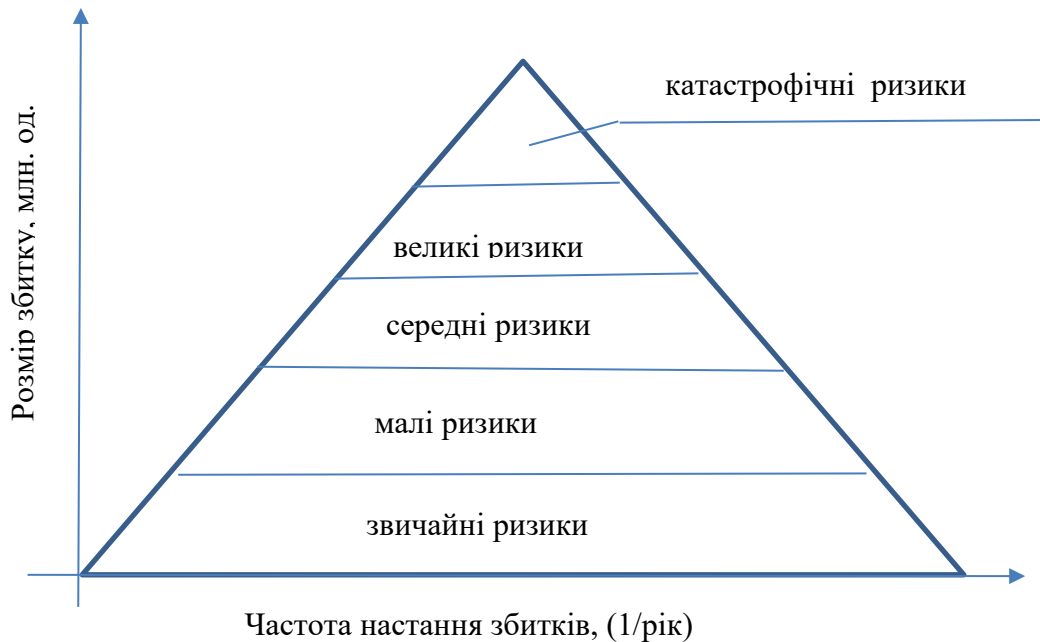 катастрофічні ризики
Розмір збитку, млн. од.
великі ризики
середні ризики
малі ризики
звичайні ризики
Частота настання збитків, (1/рік)